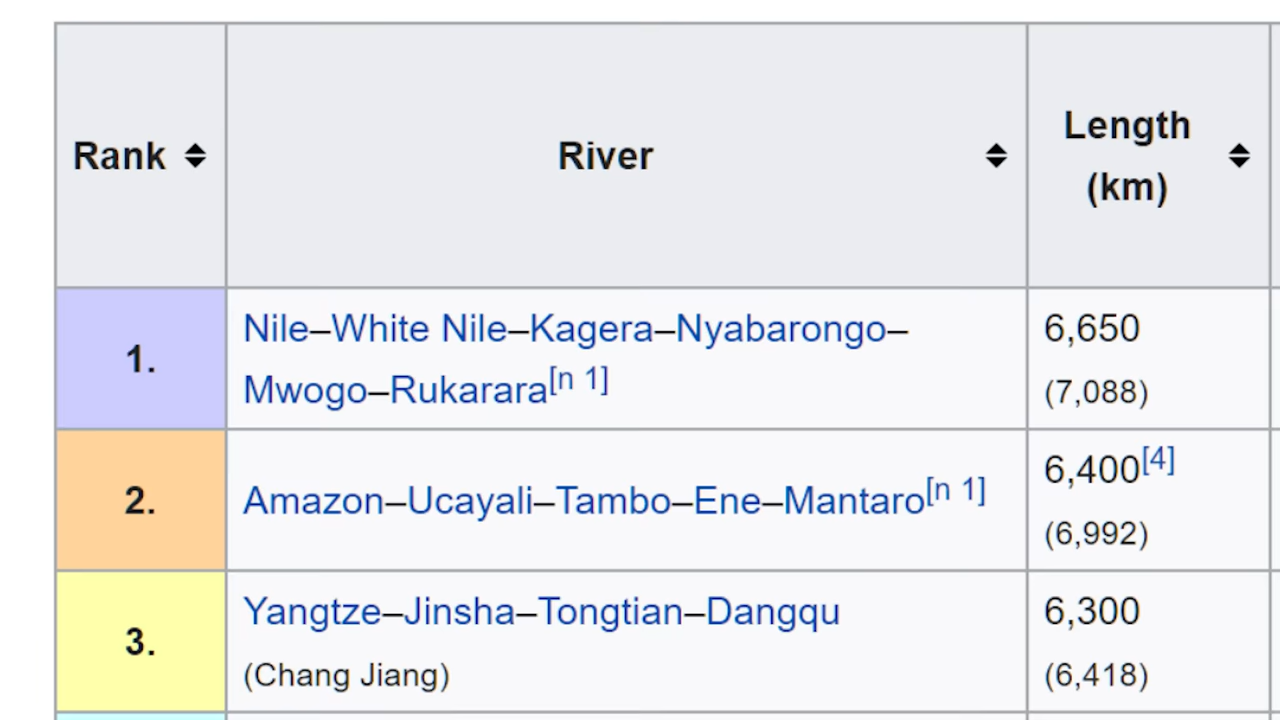 Rank River Length
(km)
1. Nile–White Nile–Kagera–Nyabarongo– 6,650
Mwogo–Rukarara[n 1] (7,088)
2. Amazon–Ucayali–Tambo–Ene–Mantaro[n 1] 6,400[4]
(6,992)
3. Yangtze–Jinsha–Tongtian–Dangqu 6,300
(Chang Jiang) (6,418)